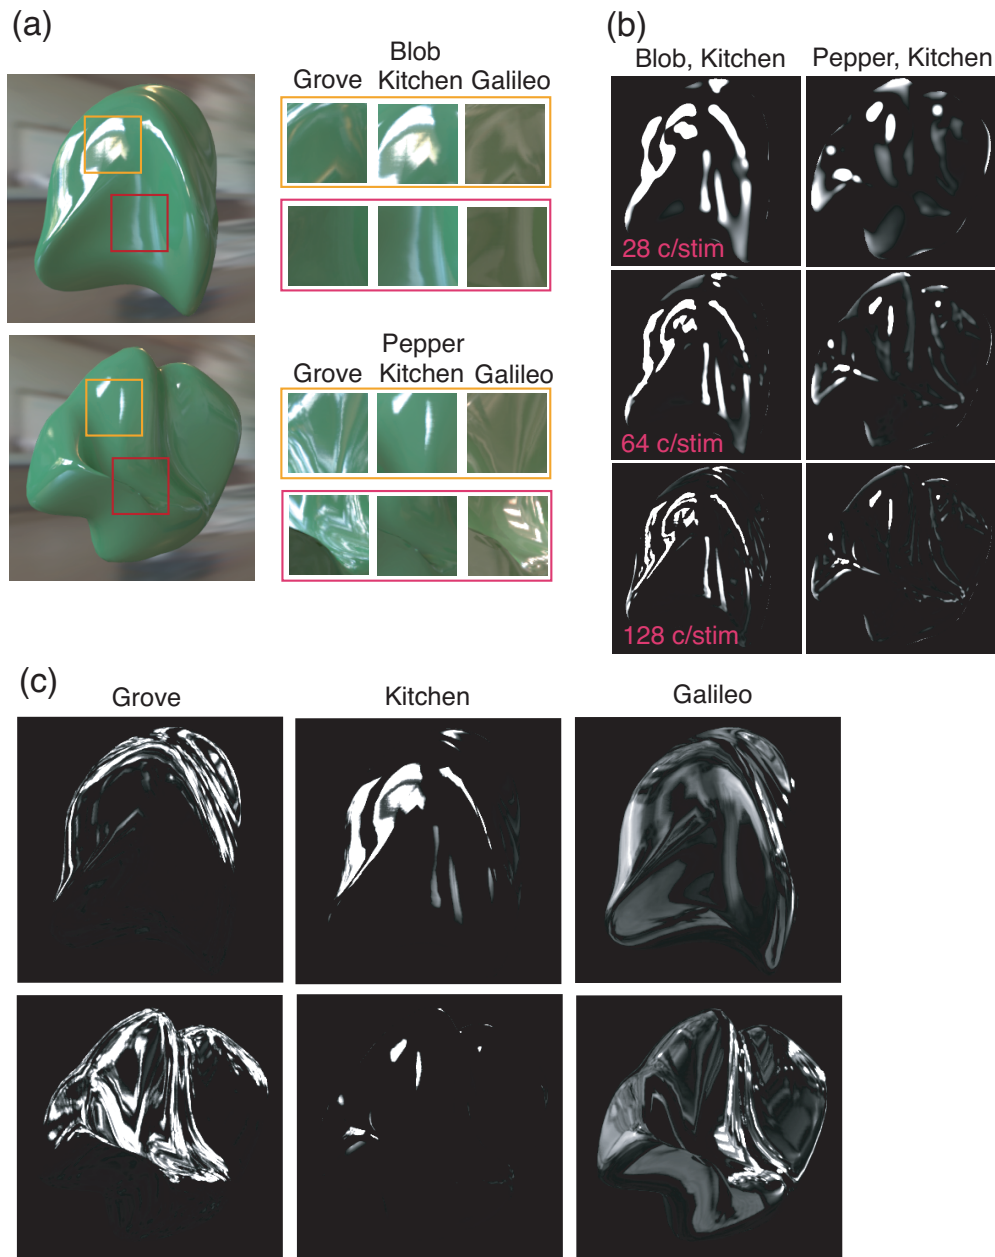 (a)
Blob
Grove Kitchen Galileo
Pepper
Grove Kitchen Galileo
(b)
Blob, Kitchen Pepper, Kitchen
28 c/stim
64 c/stim
128 c/stim
(c)
Grove Kitchen Galileo